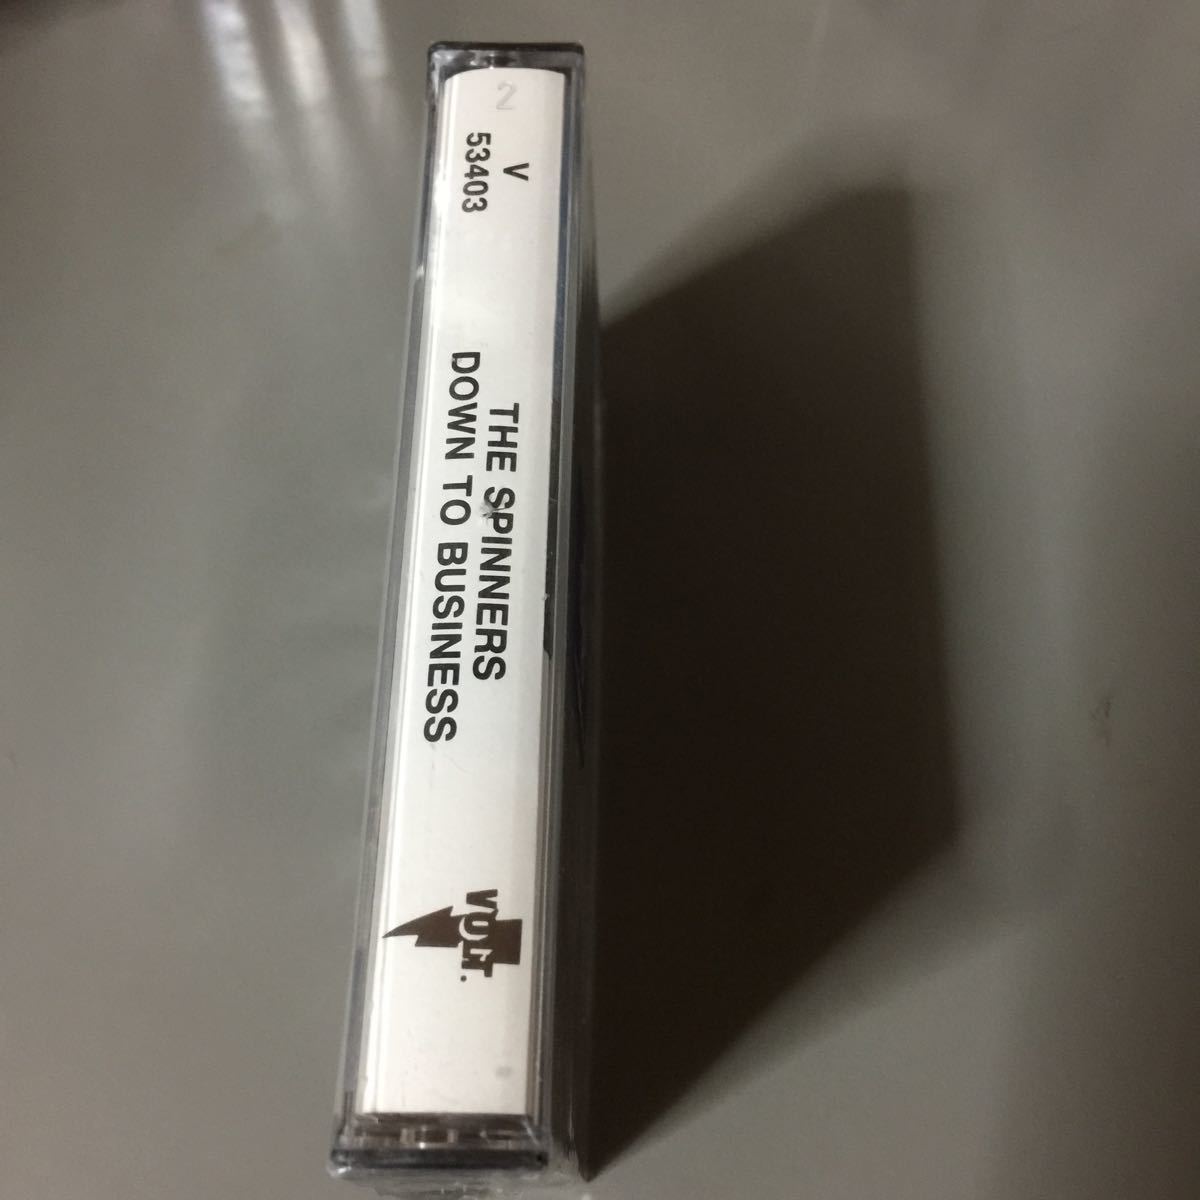 2
V
53403
THE SPINNERS
DOWN TO BUSINESS
VOLT.